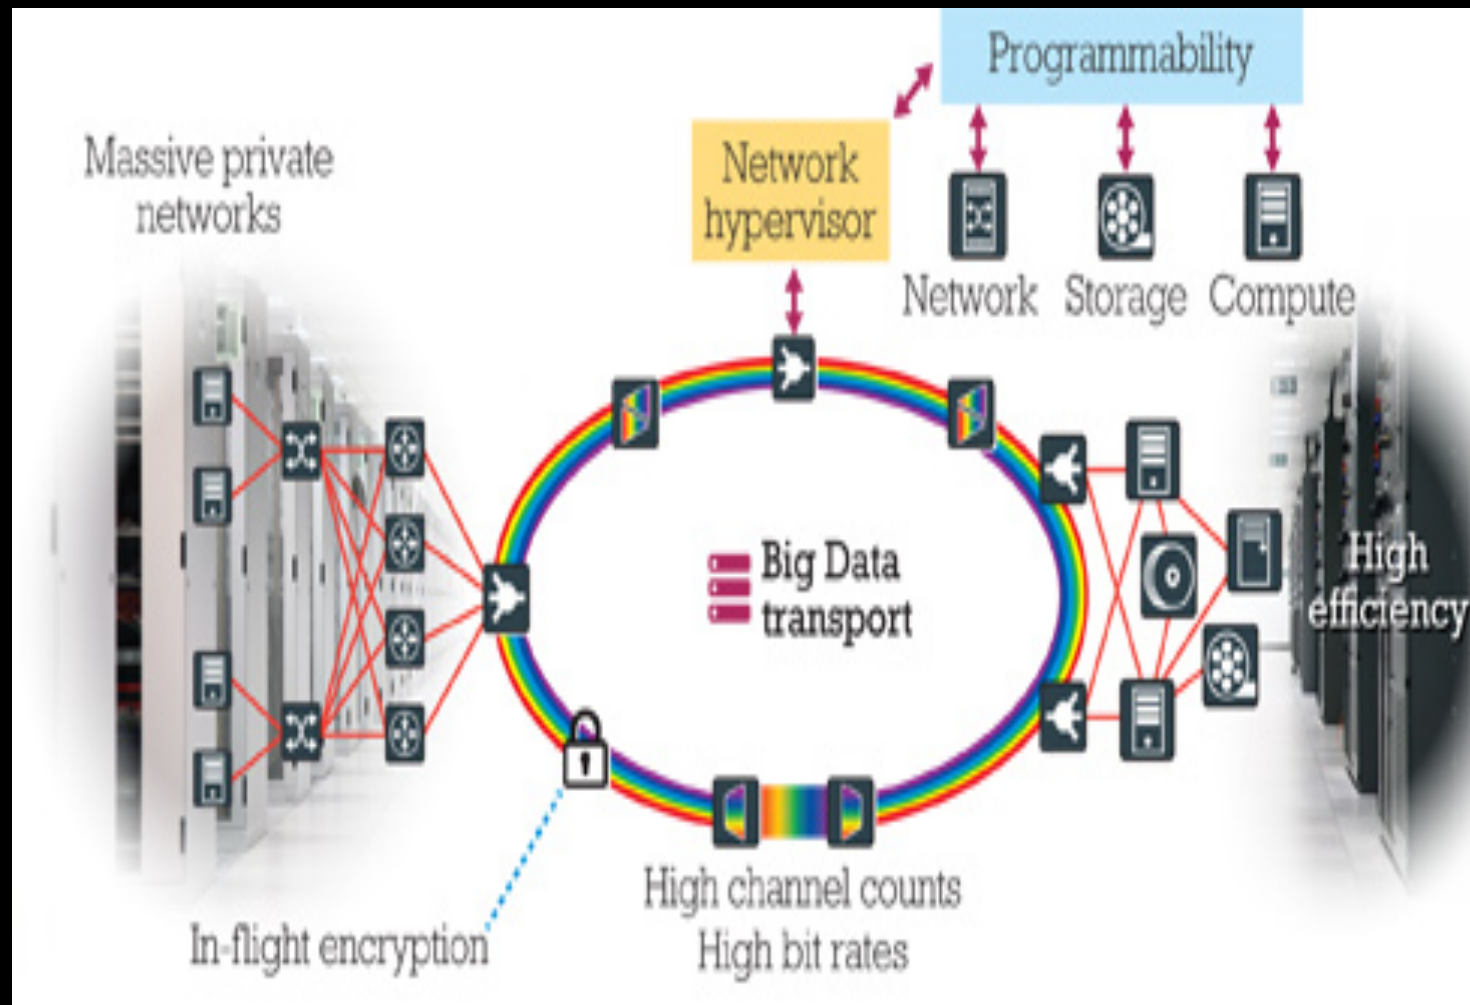 Programmability
Massive private
networks
Network
hypervisor
Network
Storage
Compute
Big Data
transport
High
efficiency
High channel counts
High bit rates
In-flight encryption